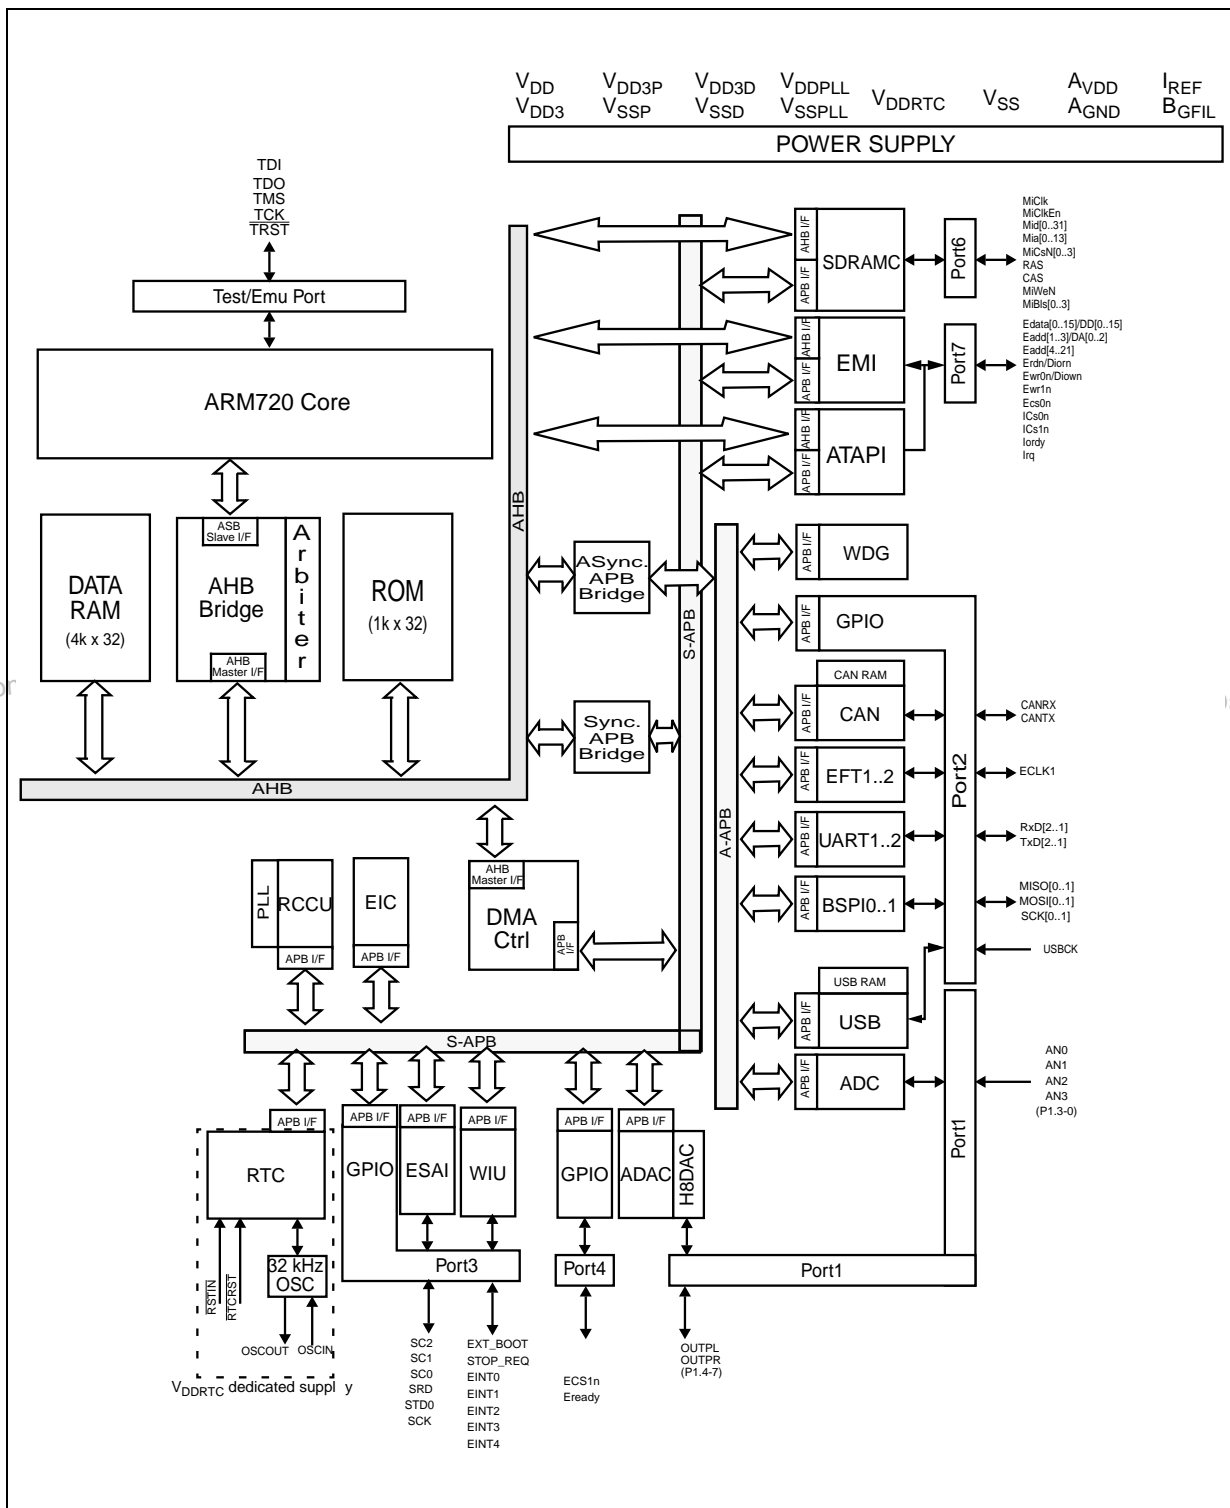 VDD VDD3P VDD3D VDDPLL VDDRTC VSS AVDD IREF
VDD3 VSSP VSSD VSSPLL AGND BGFIL
POWER SUPPLY
TDI
TDO
TMS
TCK
TRST
Test/Emu Port
ARM720 Core
AHB I/F
APB I/F
SDRAMC
Port6
MiClk
MiClkEn
Mid[0..31]
Mia[0..13]
MiCsN[0..3]
RAS
CAS
MiWeN
MiBls[0..3]
AHB I/F
APB I/F
EMI
Port7
Edata[0..15]/DD[0..15]
Eadd[1..3]/DA[0..2]
Eadd[4..21]
Erdn/Diorn
Ewr0n/Diown
Ewr1n
Ecs0n
ICs0n
ICs1n
Iordy
Irq
AHB I/F
APB I/F
ATAPI
DATA
RAM
(4k x 32)
ASB
Slave I/F
AHB
Bridge
AHB
Master I/F
Arbiter
ROM
(1k x 32)
AHB
AHB
ASync.
APB
Bridge
Sync.
APB
Bridge
S-APB
A-APB
APB I/F
WDG
APB I/F
GPIO
CAN RAM
APB I/F
CAN
CANRX
CANTX
APB I/F
EFT1..2
ECLK1
Port2
APB I/F
UART1..2
RxD[2..1]
TxD[2..1]
APB I/F
BSPI0..1
MISO[0..1]
MOSI[0..1]
SCK[0..1]
USBCK
USB RAM
APB I/F
USB
APB I/F
ADC
AN0
AN1
AN2
AN3
(P1.3-0)
Port1
PLL
RCCU
APB I/F
EIC
APB I/F
AHB
Master I/F
DMA
Ctrl
APB
I/F
S-APB
APB I/F
RTC
32 kHz
OSC
RSTIN
RTCRST
OSCOUT
OSCIN
VDDRTC dedicated suppl y
APB I/F
GPIO
APB I/F
ESAI
APB I/F
WIU
Port3
SC2
SC1
SC0
SRD
STD0
SCK
EXT_BOOT
STOP_REQ
EINT0
EINT1
EINT2
EINT3
EINT4
APB I/F
GPIO
Port4
ECS1n
Eready
APB I/F
ADAC
H8DAC
Port1
OUTPL
OUTPR
(P1.4-7)